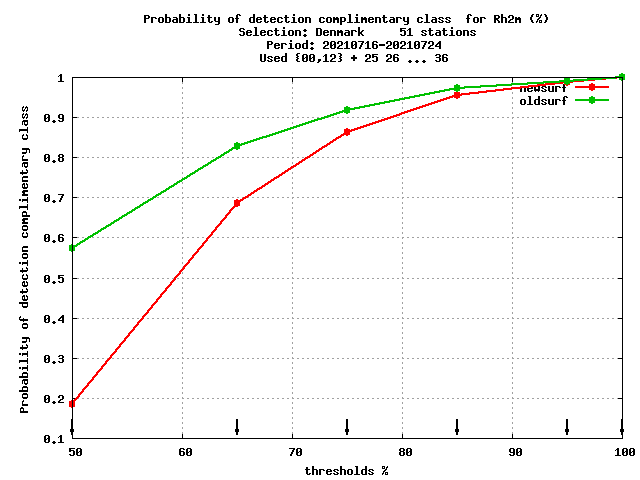 Probability of detection complimentary class  for Rh2m (%)
Selection: Denmark     51 stations
Period: 20210716-20210724
Used {00,12} + 25 26 ... 36
1
0.9
0.8
0.7
0.6
0.5
0.4
0.3
0.2
0.1
Probability of detection complimentary class
newsurf
oldsurf
50 60 70 80 90 100
thresholds %